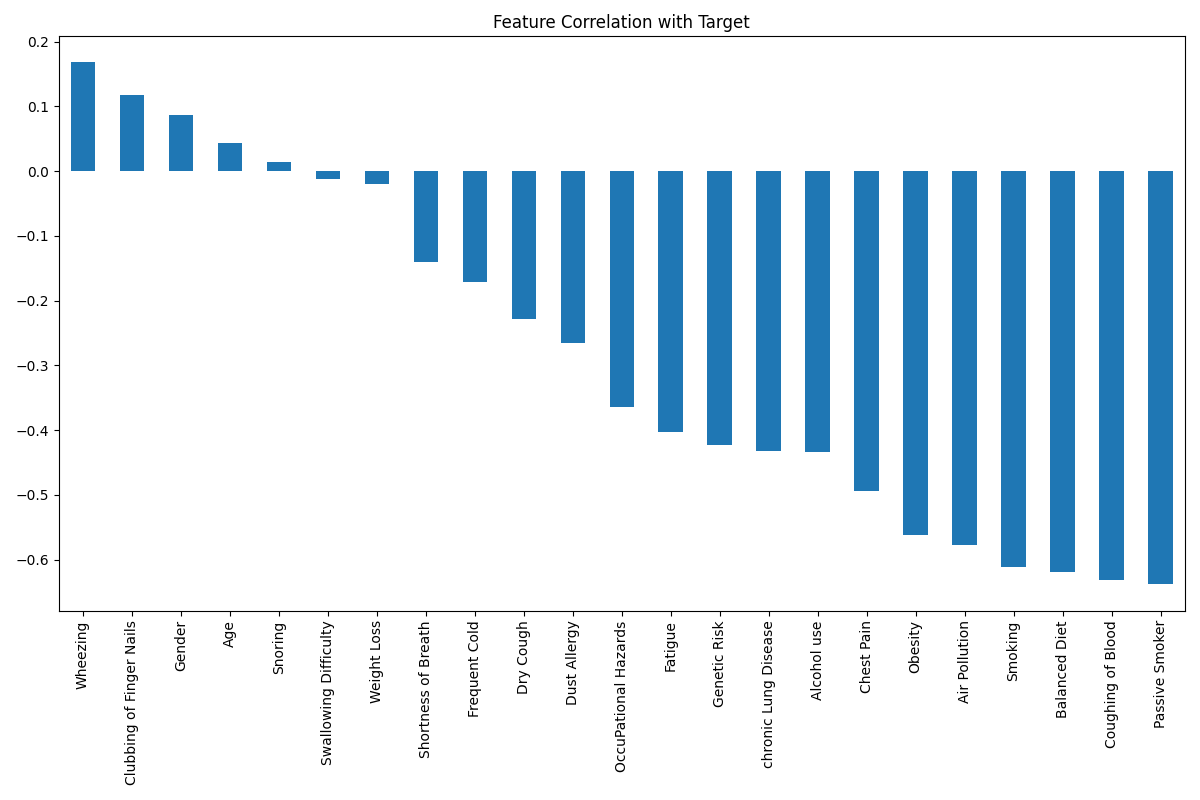 Feature Correlation with Target
0.2
0.1
0.0
−0.1
−0.2
−0.3
−0.4
−0.5
−0.6
Wheezing
Clubbing of Finger Nails
Gender
Age
Snoring
Swallowing Difficulty
Weight Loss
Shortness of Breath
Frequent Cold
Dry Cough
Dust Allergy
OccuPational Hazards
Fatigue
Genetic Risk
chronic Lung Disease
Alcohol use
Chest Pain
Obesity
Air Pollution
Smoking
Balanced Diet
Coughing of Blood
Passive Smoker